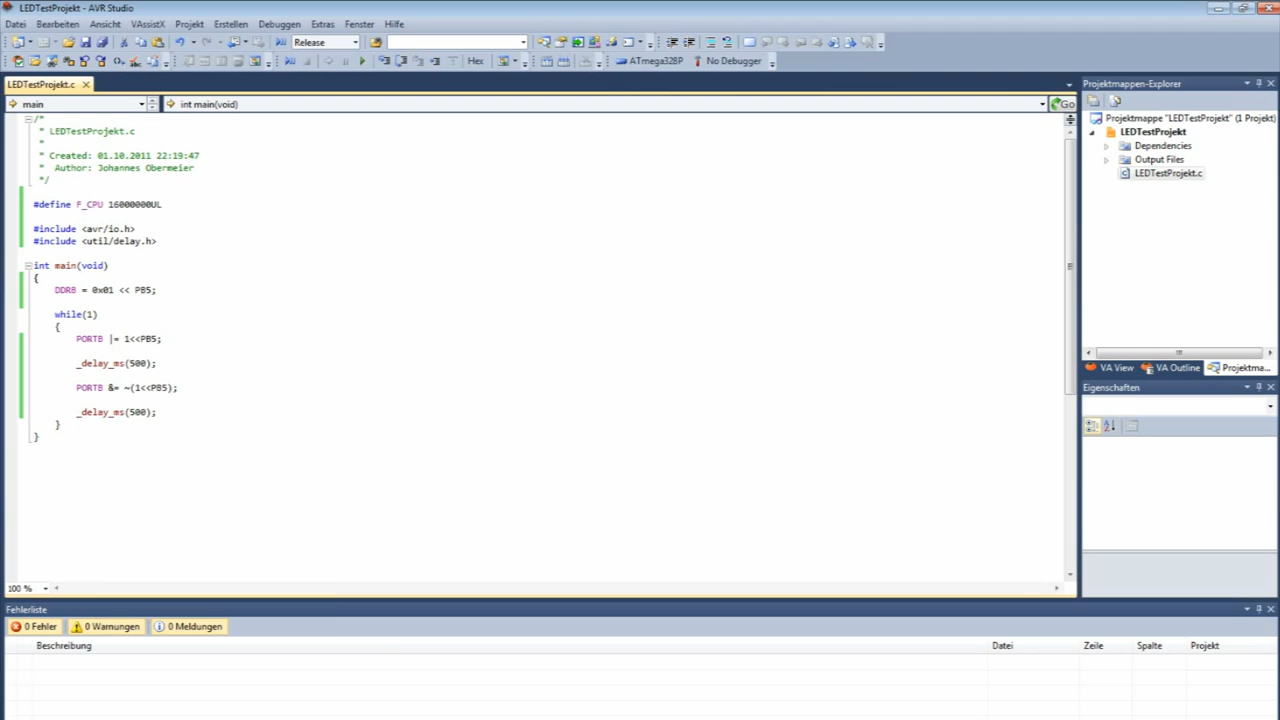 LEDTestProjekt - AVR Studio
Datei Bearbeiten Ansicht VAssistX Projekt Erstellen Debuggen Extras Fenster Hilfe
Release
Hex ATmega328P No Debugger
LEDTestProjekt.c
main int main(void) Go
/*
* LEDTestProjekt.c
*
* Created: 01.10.2011 22:19:47
* Author: Johannes Obermeier
*/
#define F_CPU 16000000UL
#include <avr/io.h>
#include <util/delay.h>
int main(void)
{
DDRB = 0x01 << PB5;
while(1)
{
PORTB |= 1<<PB5;
_delay_ms(500);
PORTB &= ~(1<<PB5);
_delay_ms(500);
}
}
100 %
Projektmappen-Explorer
Projektmappe "LEDTestProjekt" (1 Projekt)
LEDTestProjekt
Dependencies
Output Files
LEDTestProjekt.c
VA View VA Outline Projektma...
Eigenschaften
Fehlerliste
0 Fehler 0 Warnungen 0 Meldungen
Beschreibung Datei Zeile Spalte Projekt